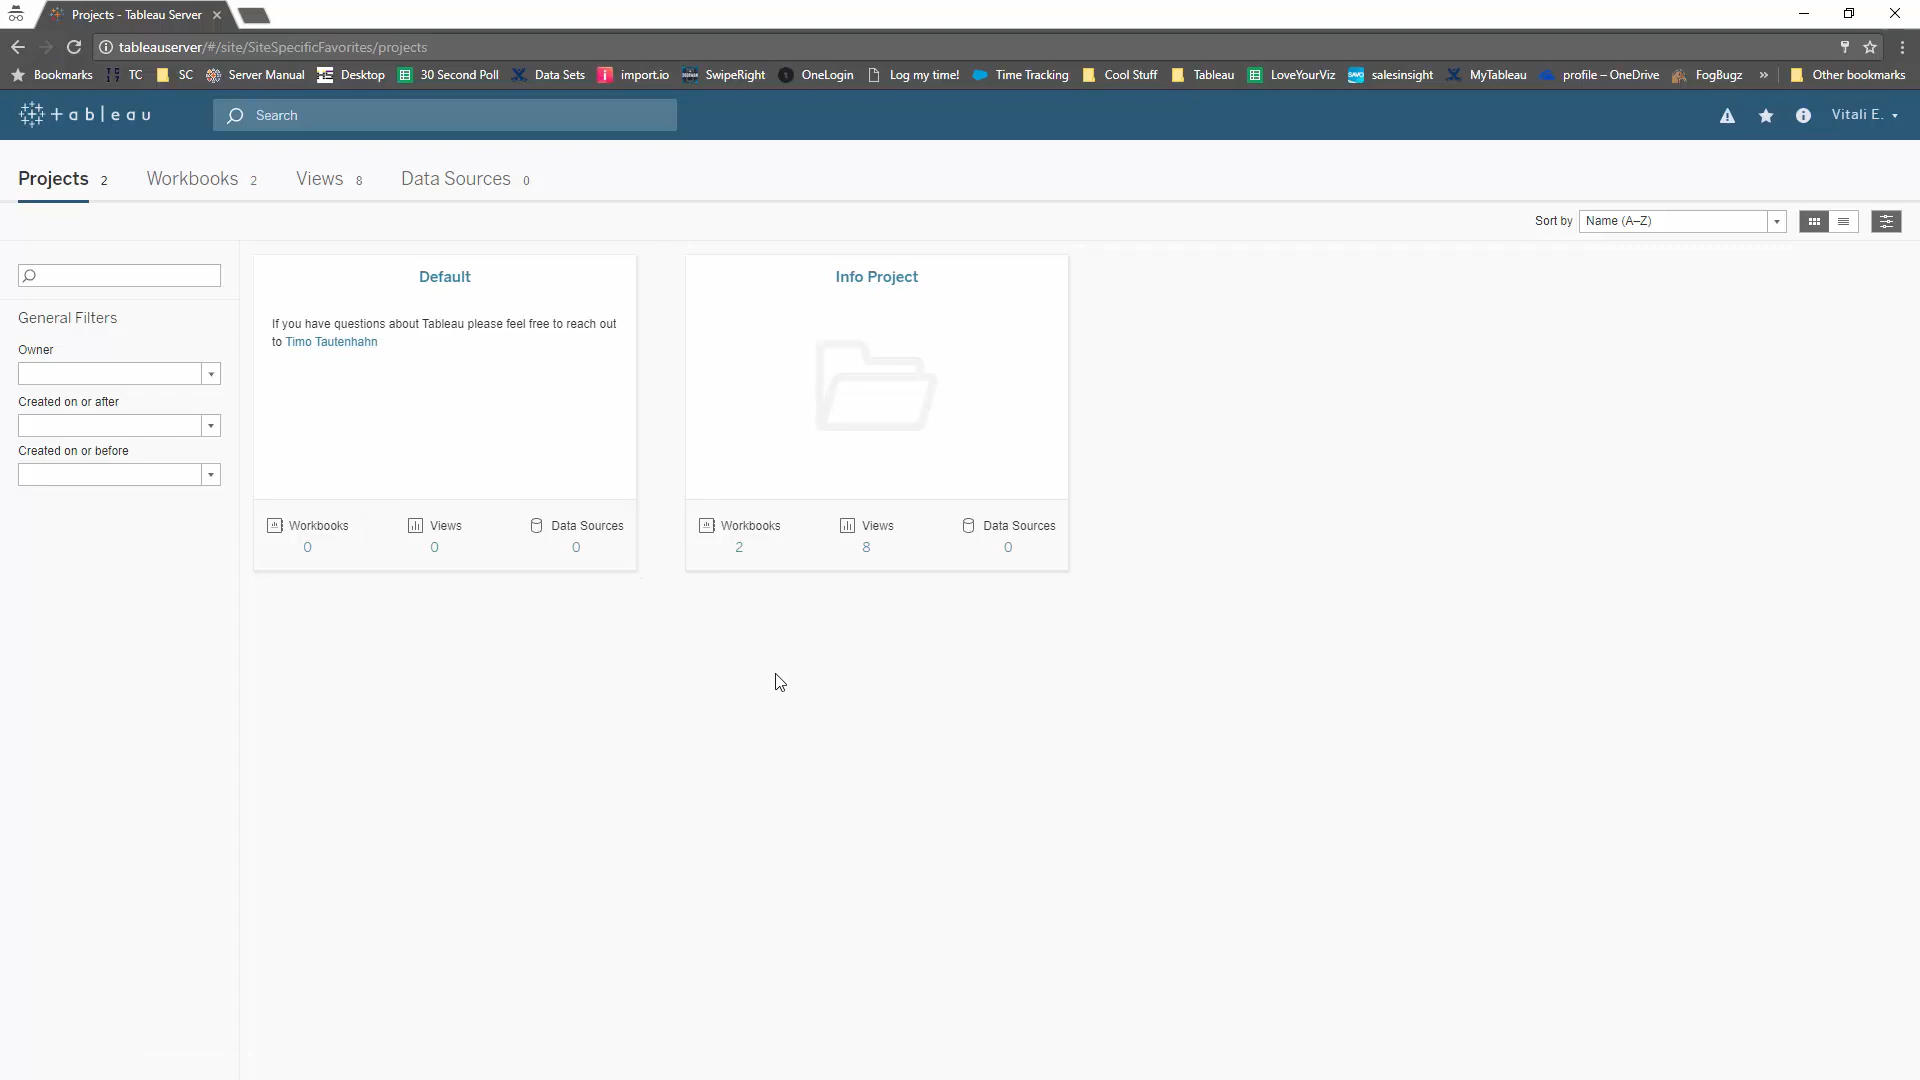 Projects - Tableau Server
tableauserver/#/site/SiteSpecificFavorites/projects
Bookmarks TC SC Server Manual Desktop 30 Second Poll Data Sets import.io SwipeRight OneLogin Log my time! Time Tracking Cool Stuff Tableau LoveYourViz salesinsight MyTableau profile – OneDrive FogBugz » Other bookmarks
+ableau Search Vitali E.
Projects 2 Workbooks 2 Views 8 Data Sources 0
Sort by Name (A–Z)
General Filters
Owner
Created on or after
Created on or before
Default
If you have questions about Tableau please feel free to reach out
to Timo Tautenhahn
Workbooks Views Data Sources
0 0 0
Info Project
Workbooks Views Data Sources
2 8 0